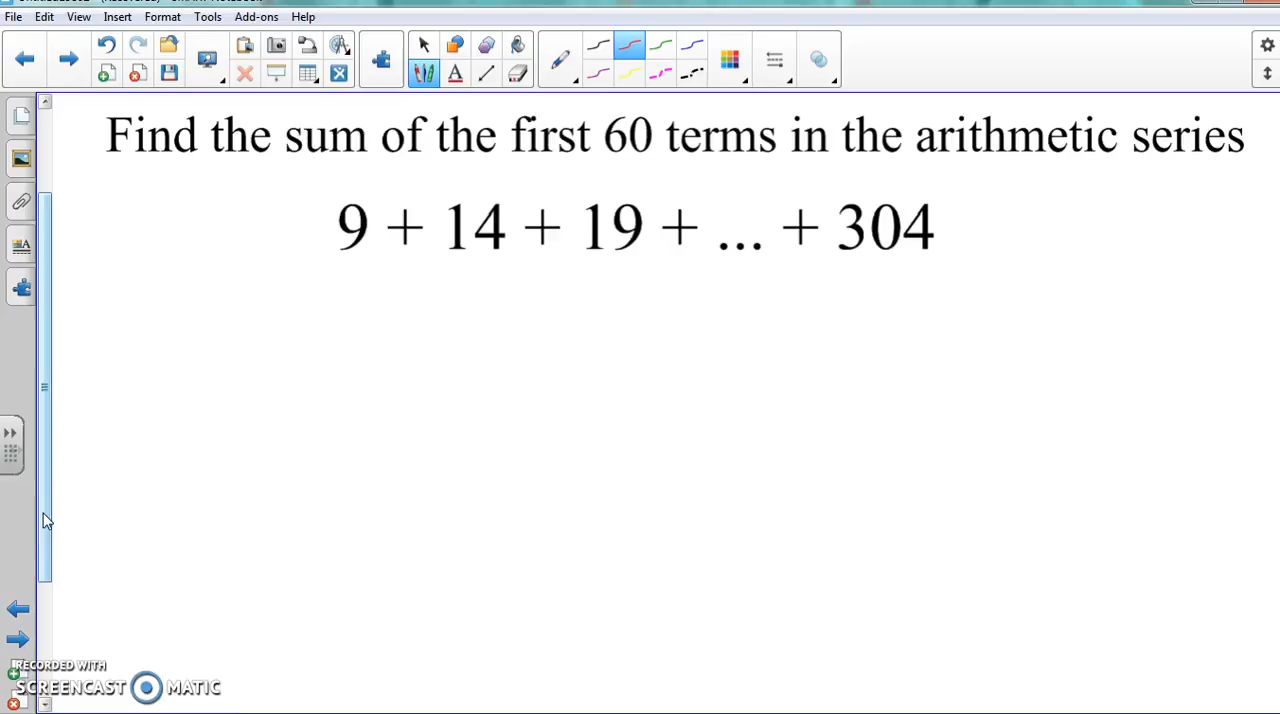 File Edit View Insert Format Tools Add-ons Help
Find the sum of the first 60 terms in the arithmetic series
9 + 14 + 19 + ... + 304
RECORDED WITH
SCREENCAST MATIC